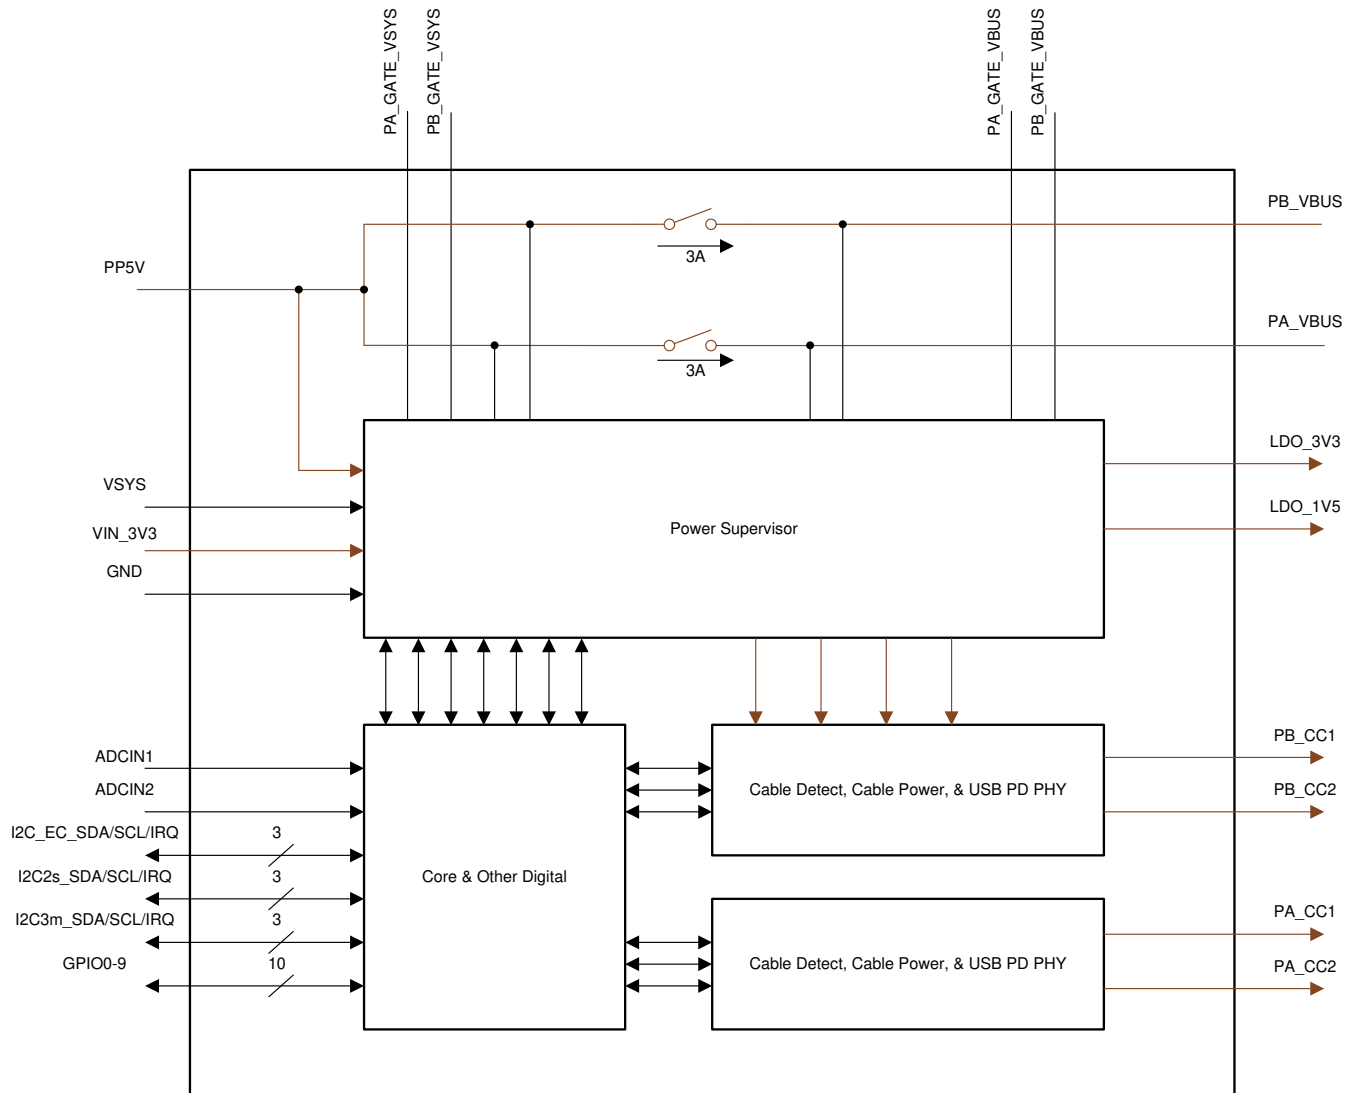 PA_GATE_VSYS
PB_GATE_VSYS
PA_GATE_VBUS
PB_GATE_VBUS
PB_VBUS
3A
PP5V
PA_VBUS
3A
LDO_3V3
VSYS
LDO_1V5
Power Supervisor
VIN_3V3
GND
PB_CC1
ADCIN1
ADCIN2
Cable Detect, Cable Power, & USB PD PHY
PB_CC2
I2C_EC_SDA/SCL/IRQ
3
I2C2s_SDA/SCL/IRQ
3
Core & Other Digital
I2C3m_SDA/SCL/IRQ
3
PA_CC1
GPIO0-9
10
Cable Detect, Cable Power, & USB PD PHY
PA_CC2